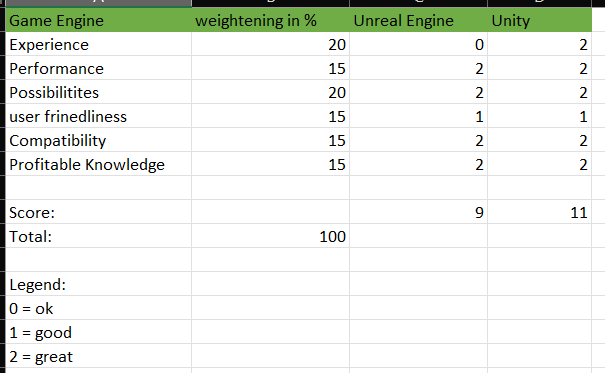 Game Engine weightening in % Unreal Engine Unity
Experience 20 0 2
Performance 15 2 2
Possibilitites 20 2 2
user frinedliness 15 1 1
Compatibility 15 2 2
Profitable Knowledge 15 2 2
Score: 9 11
Total: 100
Legend:
0 = ok
1 = good
2 = great